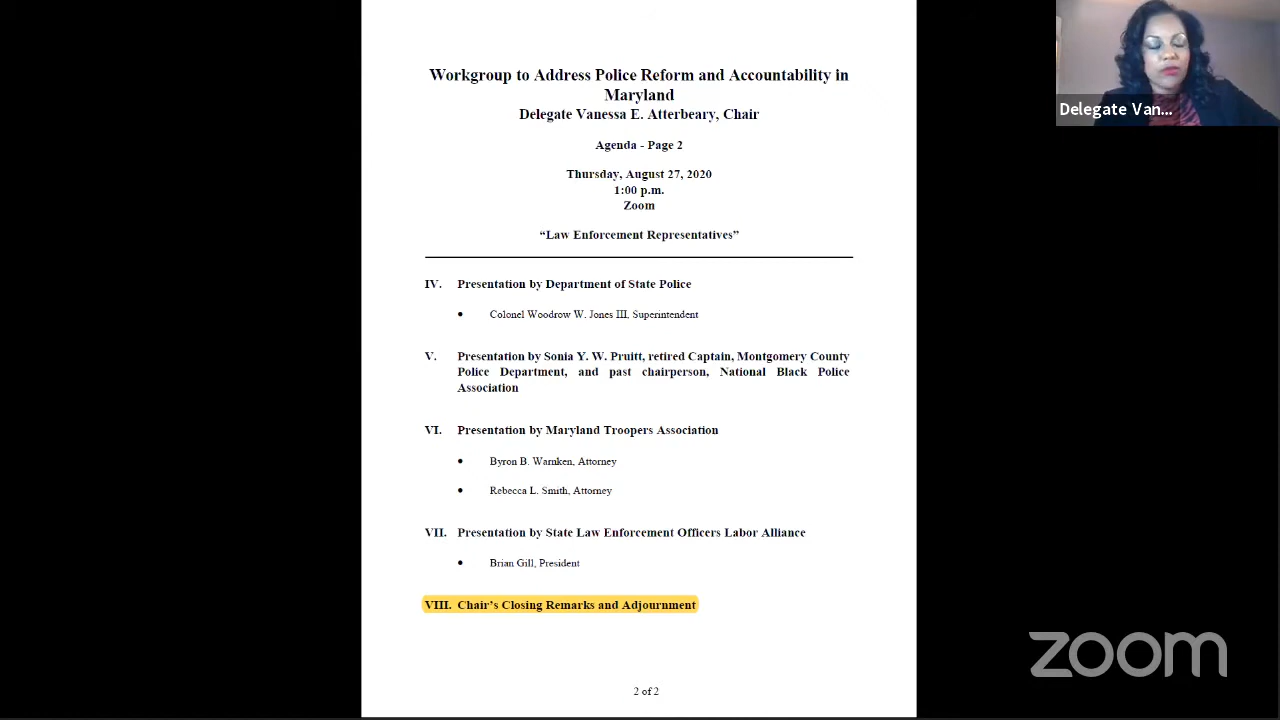 Workgroup to Address Police Reform and Accountability in
Maryland
Delegate Vanessa E. Atterbeary, Chair
Agenda - Page 2
Thursday, August 27, 2020
1:00 p.m.
Zoom
“Law Enforcement Representatives”
IV. Presentation by Department of State Police
• Colonel Woodrow W. Jones III, Superintendent
V. Presentation by Sonia Y. W. Pruitt, retired Captain, Montgomery County
Police Department, and past chairperson, National Black Police
Association
VI. Presentation by Maryland Troopers Association
• Byron B. Warnken, Attorney
• Rebecca L. Smith, Attorney
VII. Presentation by State Law Enforcement Officers Labor Alliance
• Brian Gill, President
VIII. Chair’s Closing Remarks and Adjournment
2 of 2
Delegate Van...
zoom